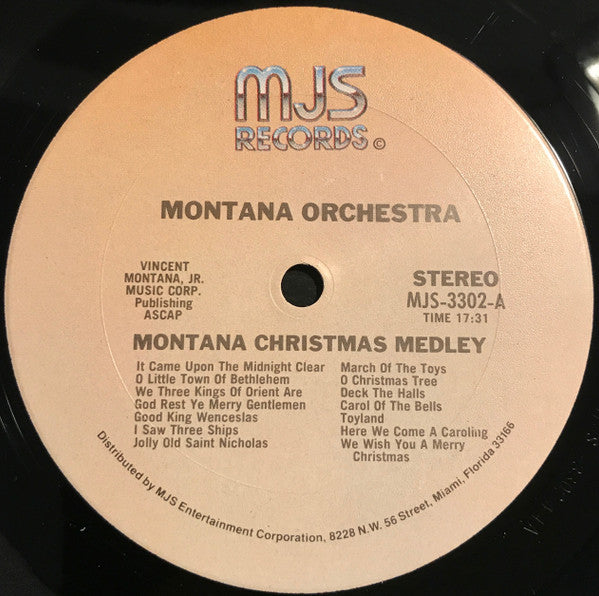 MJS
RECORDS ©
MONTANA ORCHESTRA
VINCENT
MONTANA, JR.
MUSIC CORP.
Publishing
ASCAP
STEREO
MJS-3302-A
TIME 17:31
MONTANA CHRISTMAS MEDLEY
It Came Upon The Midnight Clear
O Little Town Of Bethlehem
We Three Kings Of Orient Are
God Rest Ye Merry Gentlemen
Good King Wenceslas
I Saw Three Ships
Jolly Old Saint Nicholas
March Of The Toys
O Christmas Tree
Deck The Halls
Carol Of The Bells
Toyland
Here We Come A Caroling
We Wish You A Merry
Christmas
Distributed by MJS Entertainment Corporation, 8228 N.W. 56 Street, Miami, Florida 33166